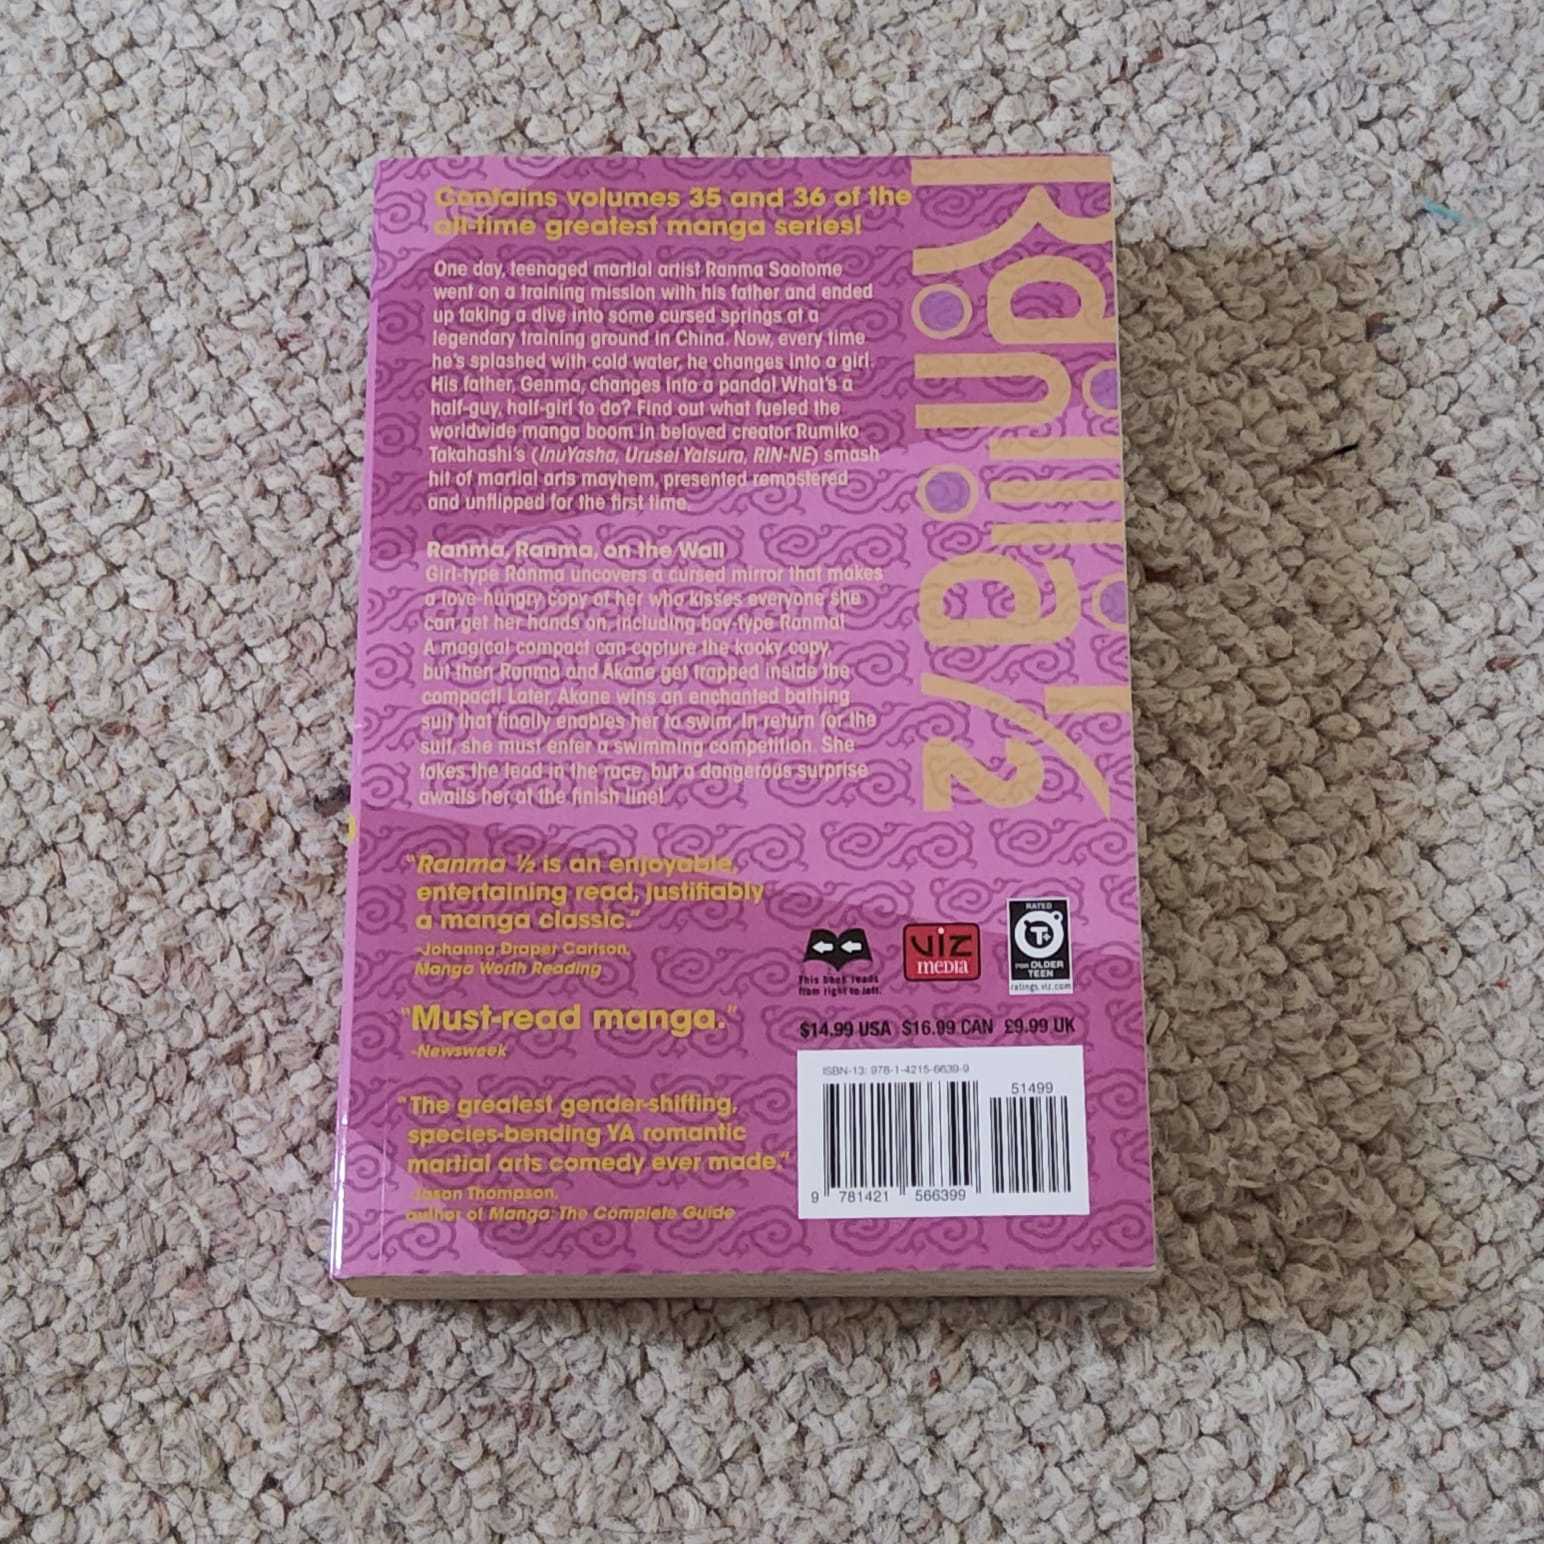 Contains volumes 35 and 36 of the
all-time greatest manga series!
One day, teenaged martial artist Ranma Saotome
went on a training mission with his father and ended
up taking a dive into some cursed springs at a
legendary training ground in China. Now, every time
he's splashed with cold water, he changes into a girl.
His father, Genma, changes into a panda! What's a
half-guy, half-girl to do? Find out what fueled the
worldwide manga boom in beloved creator Rumiko
Takahashi's (InuYasha, Urusei Yatsura, RIN-NE) smash
hit of martial arts mayhem, presented remastered
and unflipped for the first time.
Ranma, Ranma, on the Wall
Girl-type Ranma uncovers a cursed mirror that makes
a love-hungry copy of her who kisses everyone she
can get her hands on, including boy-type Ranma!
A magical compact can capture the kooky copy,
but then Ranma and Akane get trapped inside the
compact! Later Akane wins an enchanted bathing
suit that finally enables her to swim. In return for the
suit, she must enter a swimming competition. She
takes the lead in the race, but a dangerous surprise
awaits her at the finish line!
"Ranma ½ is an enjoyable,
entertaining read, justifiably
a manga classic."
-Johanna Draper Carlson,
Manga Worth Reading
"Must-read manga."
-Newsweek
"The greatest gender-shifting,
species-bending YA romantic
martial arts comedy ever made."
-Jason Thompson,
author of Manga: The Complete Guide
Ranma ½
This book reads
from right to left.
VIZ
MEDIA
RATED
T+
FOR OLDER
TEEN
ratings.viz.com
$14.99 USA $16.99 CAN £9.99 UK
ISBN-13: 978-1-4215-6639-9
51499
9 781421 566399